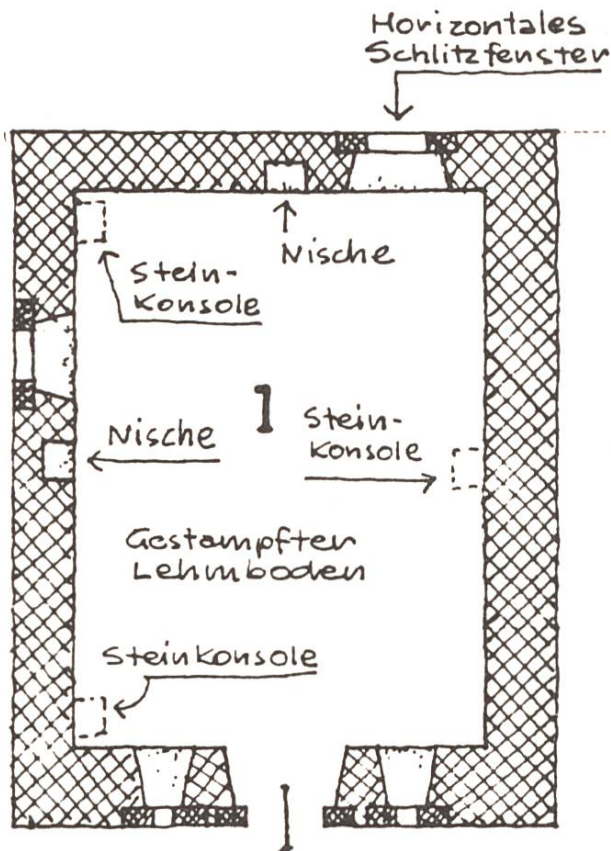 Horizontales
Schlitzfenster
Nische
Stein-
Konsole
1
Nische
Stein-
Konsole
Gestampfter
Lehmboden
Steinkonsole